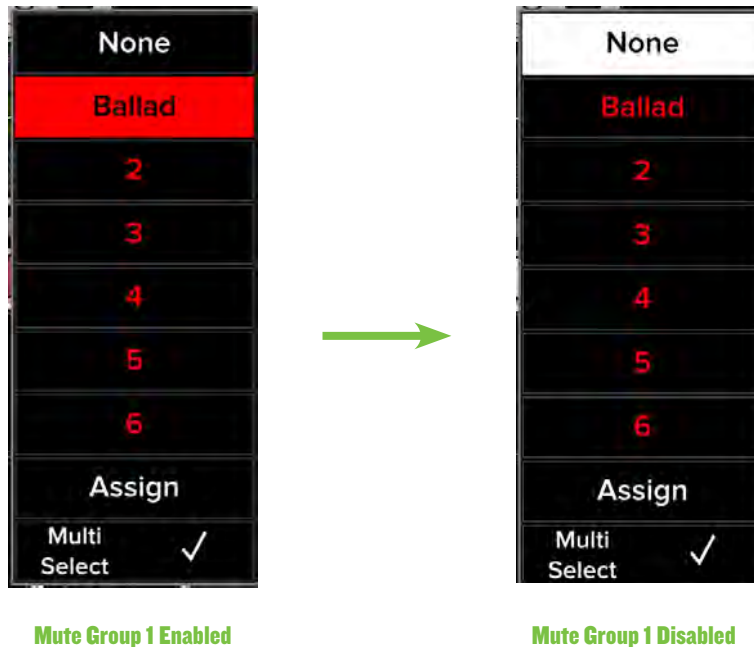 None
Ballad
2
3
4
5
6
Assign
Multi
Select
Mute Group 1 Enabled
None
Ballad
2
3
4
5
6
Assign
Multi
Select
Mute Group 1 Disabled